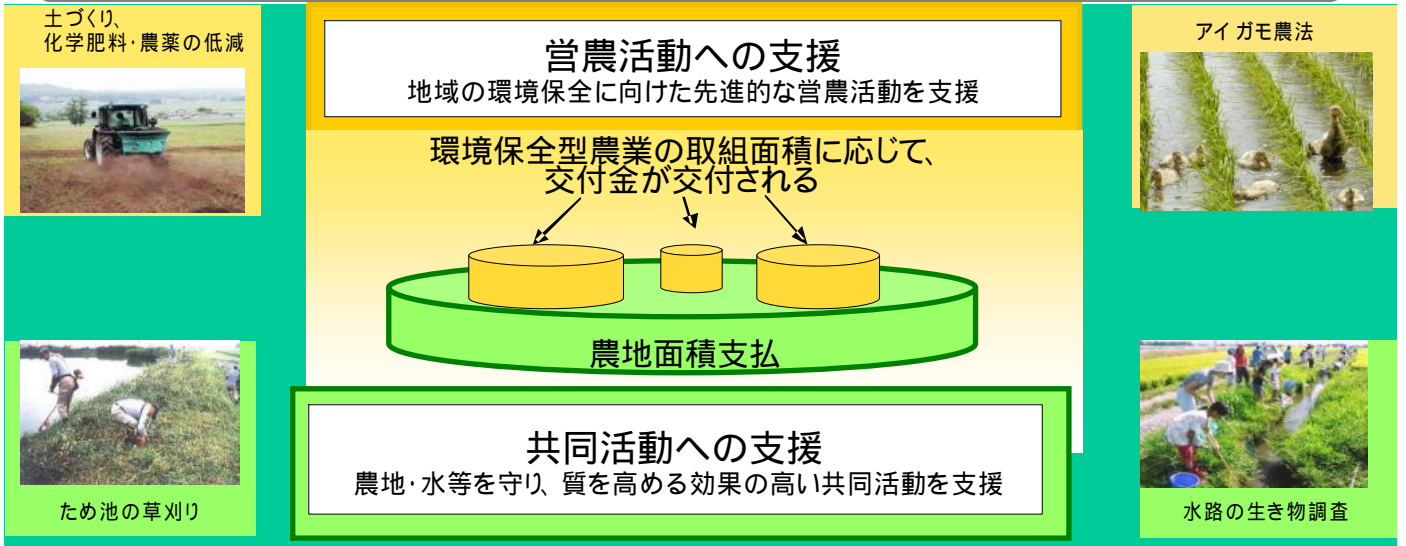 土づくり、
化学肥料・農薬の低減
営農活動への支援
地域の環境保全に向けた先進的な営農活動を支援
アイガモ農法
環境保全型農業の取組面積に応じて、
交付金が交付される
農地面積支払
共同活動への支援
農地・水等を守り、質を高める効果の高い共同活動を支援
ため池の草刈り
水路の生き物調査